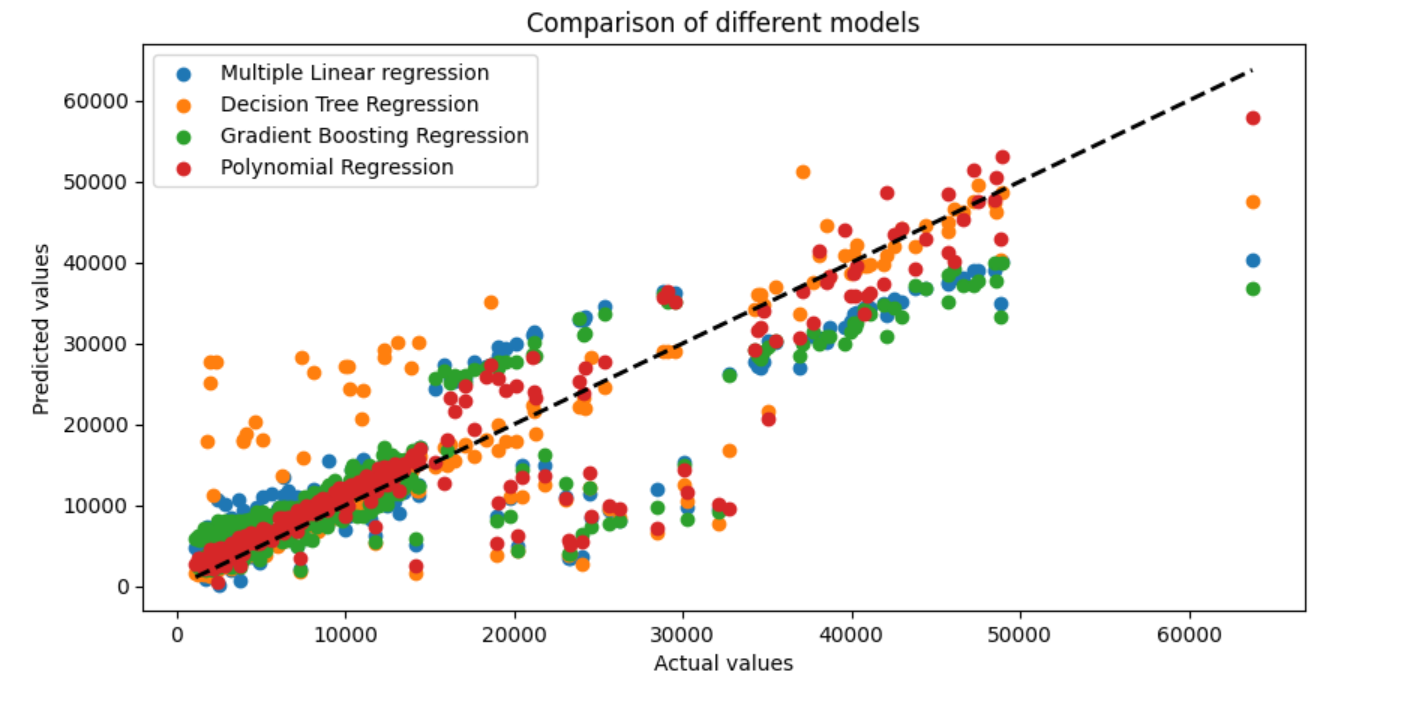 Comparison of different models
Multiple Linear regression
Decision Tree Regression
Gradient Boosting Regression
Polynomial Regression
Predicted values
60000
50000
40000
30000
20000
10000
0
0 10000 20000 30000 40000 50000 60000
Actual values